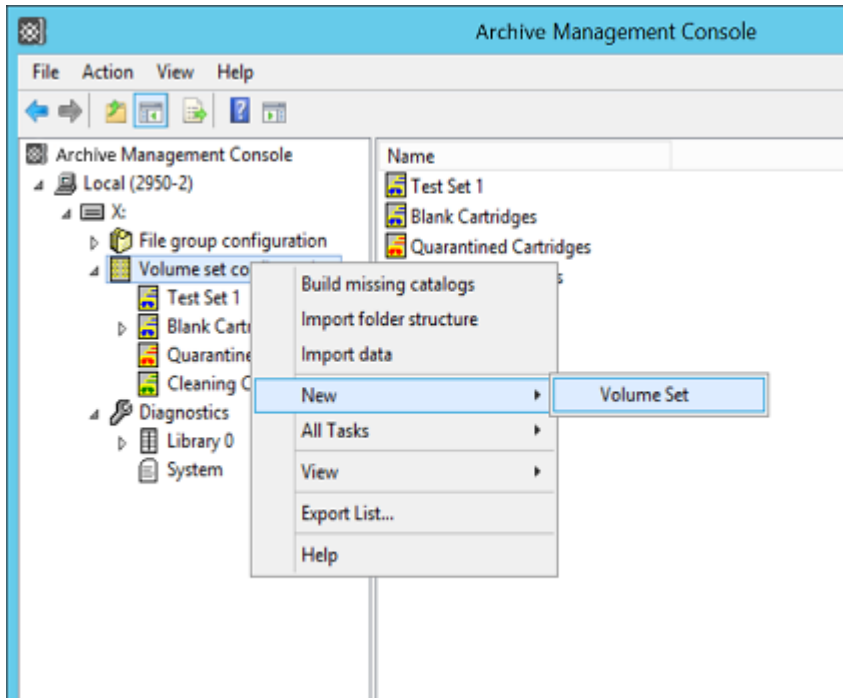 Archive Management Console
File Action View Help
Archive Management Console
Local (2950-2)
X:
File group configuration
Volume set co
Test Set 1
Blank Cart
Quarantine
Cleaning C
Diagnostics
Library 0
System
Name
Test Set 1
Blank Cartridges
Quarantined Cartridges
s
Build missing catalogs
Import folder structure
Import data
New
Volume Set
All Tasks
View
Export List...
Help